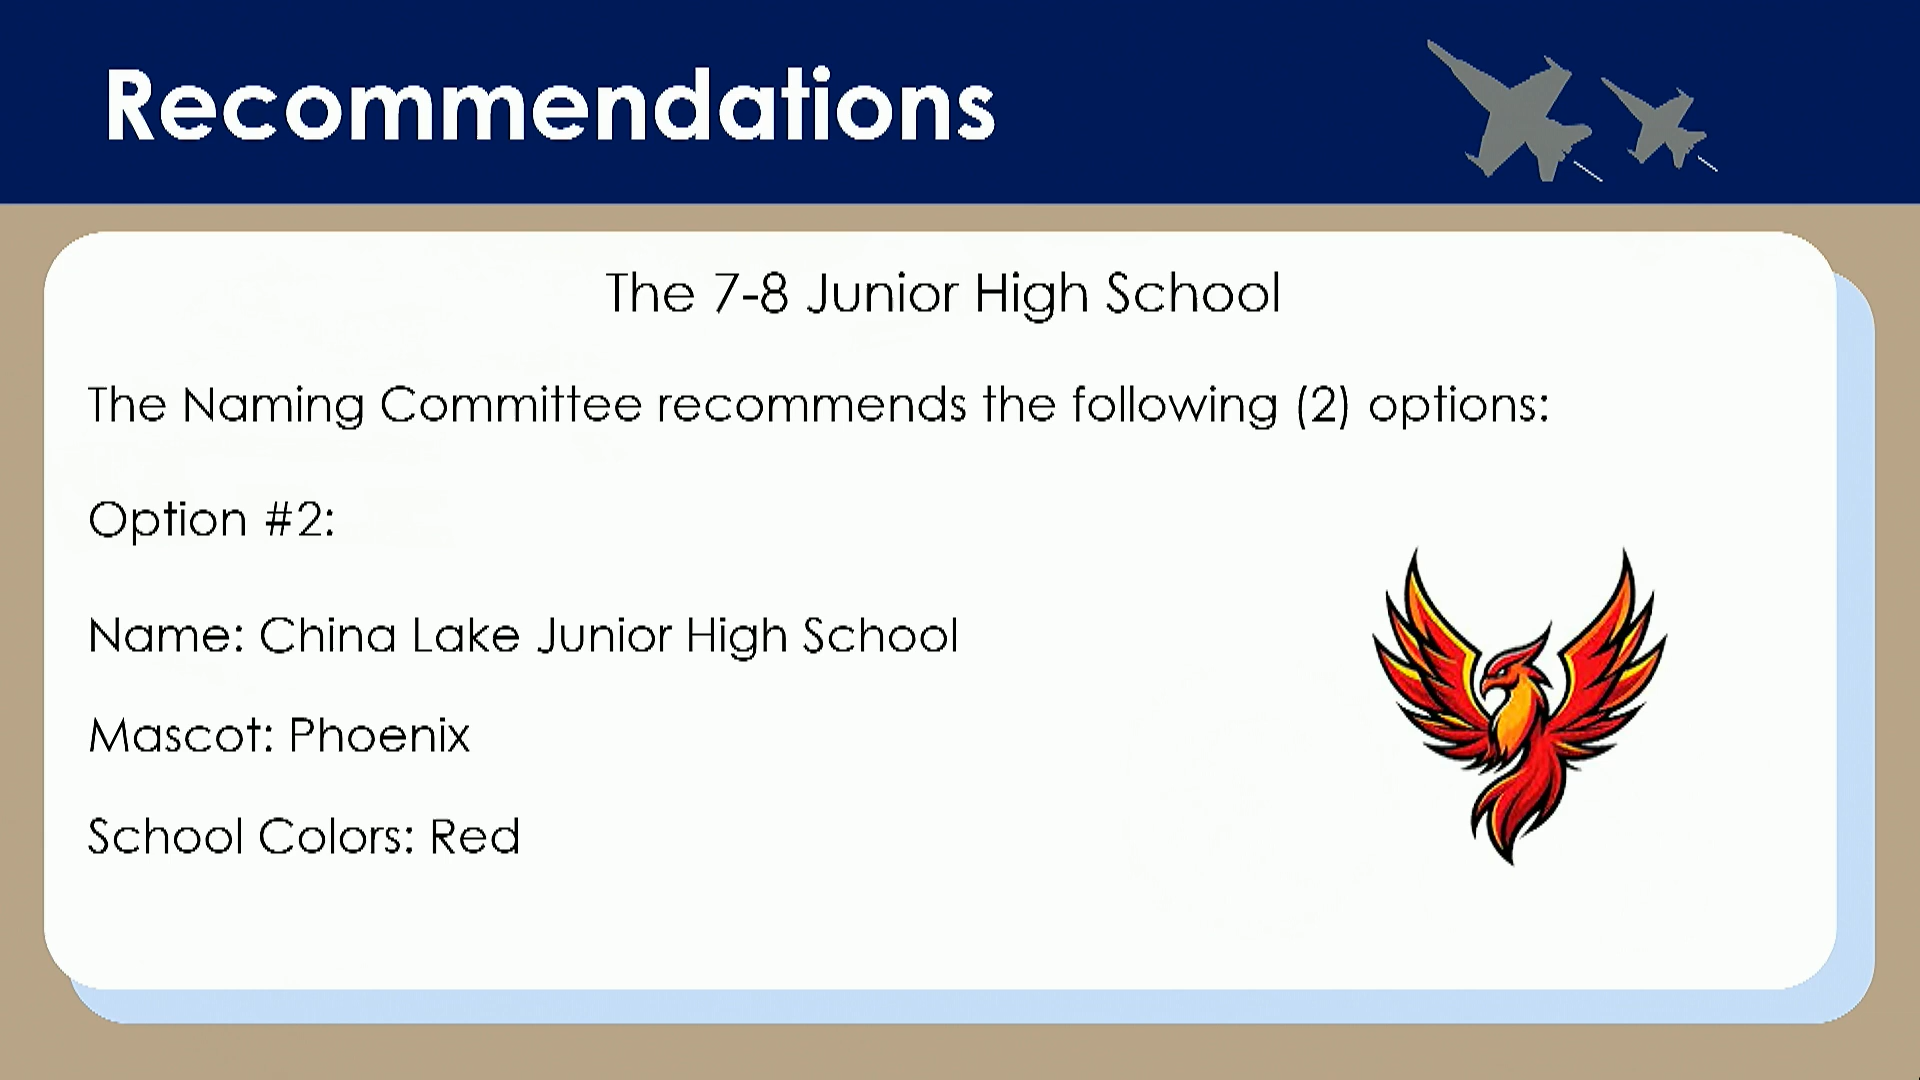 Recommendations
The 7-8 Junior High School
The Naming Committee recommends the following (2) options:
Option #2:
Name: China Lake Junior High School
Mascot: Phoenix
School Colors: Red